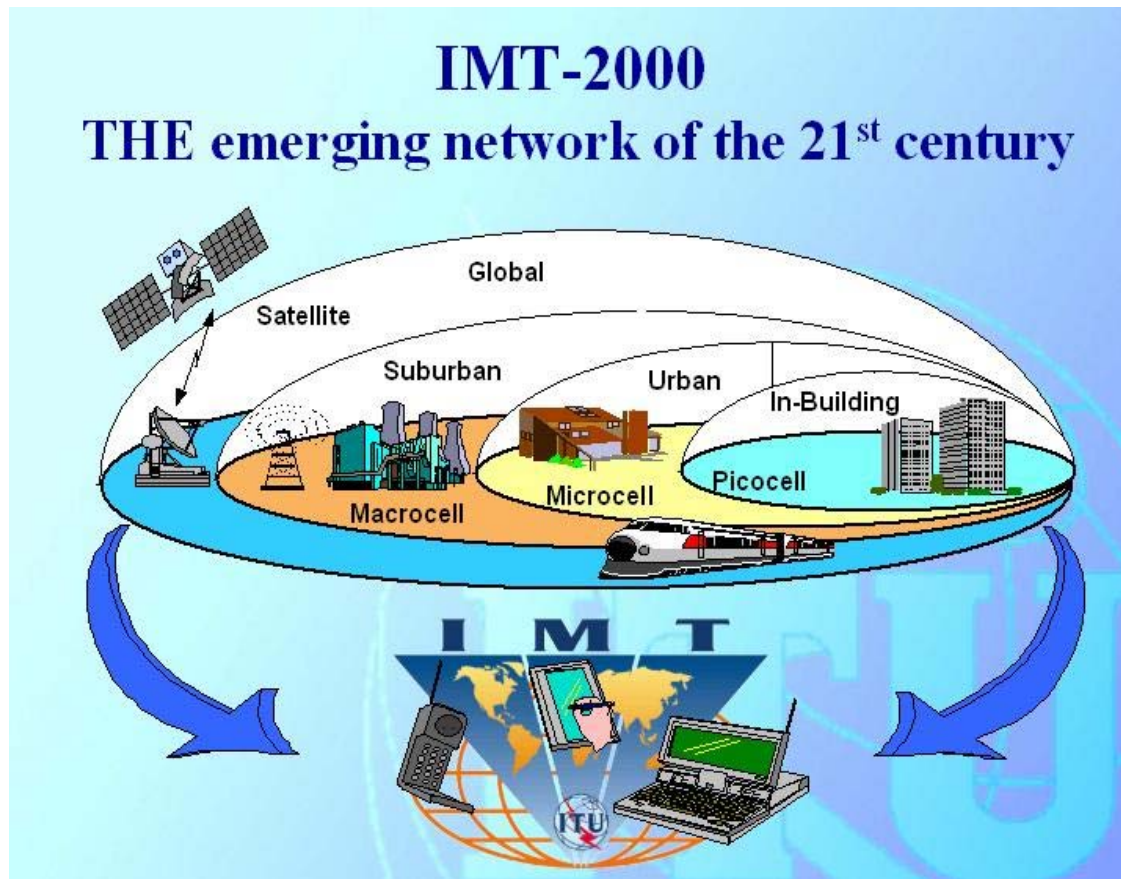 IMT-2000
THE emerging network of the 21st century
Global
Satellite
Suburban
Urban
In-Building
Picocell
Microcell
Macrocell
I M T
ITU
ITU